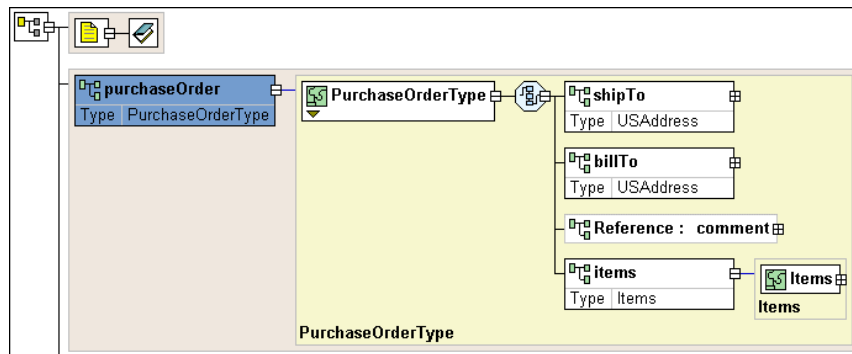 purchaseOrder
Type PurchaseOrderType
PurchaseOrderType
shipTo
Type USAddress
billTo
Type USAddress
Reference : comment
items
Type Items
Items
Items
PurchaseOrderType